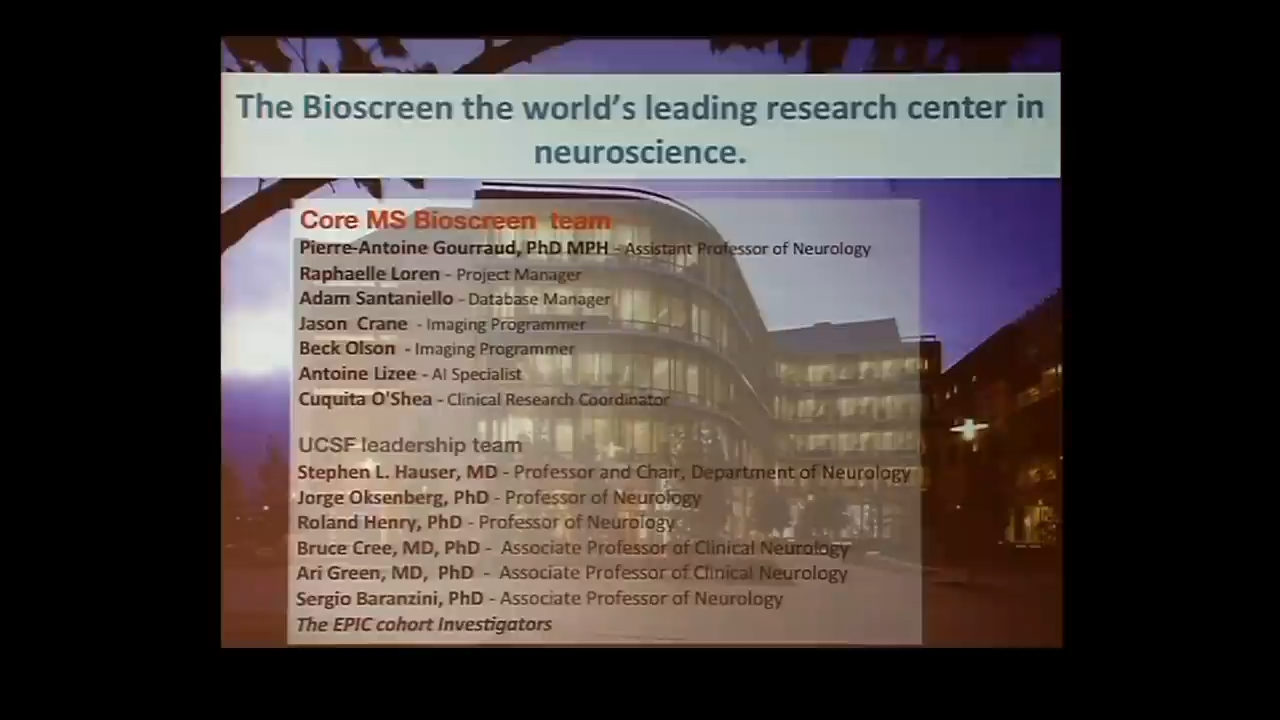 The Bioscreen the world's leading research center in
neuroscience.
Core MS Bioscreen team
Pierre-Antoine Gourraud, PhD MPH - Assistant Professor of Neurology
Raphaelle Loren - Project Manager
Adam Santaniello - Database Manager
Jason Crane - Imaging Programmer
Beck Olson - Imaging Programmer
Antoine Lizee - AI Specialist
Cuquita O'Shea - Clinical Research Coordinator
UCSF leadership team
Stephen L. Hauser, MD - Professor and Chair, Department of Neurology
Jorge Oksenberg, PhD - Professor of Neurology
Roland Henry, PhD - Professor of Neurology
Bruce Cree, MD, PhD - Associate Professor of Clinical Neurology
Ari Green, MD, PhD - Associate Professor of Clinical Neurology
Sergio Baranzini, PhD - Associate Professor of Neurology
The EPIC cohort Investigators